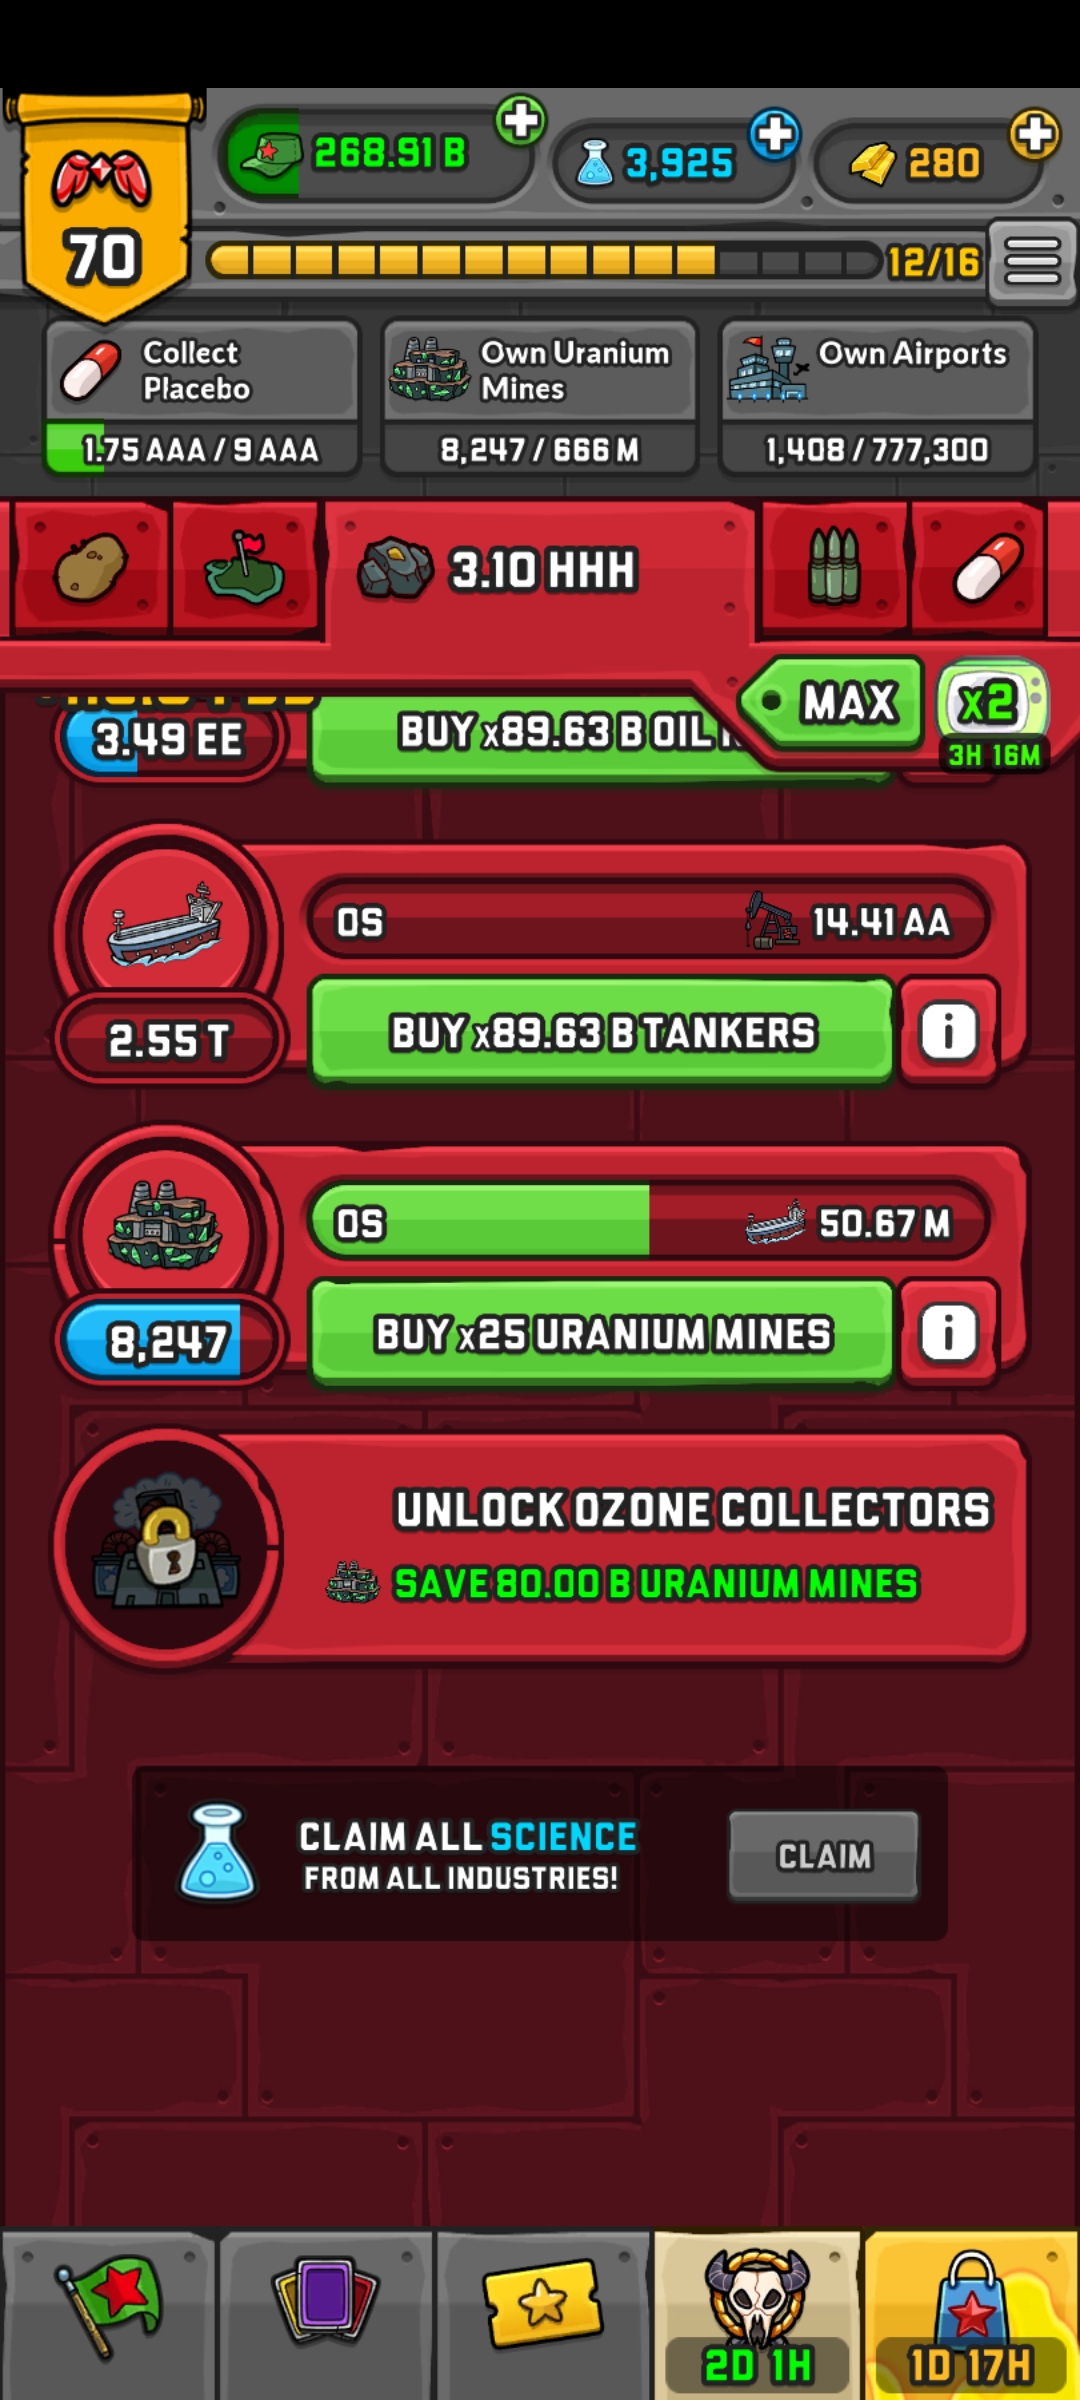 268.91 B
3,925
280
70
12/16
Collect
Placebo
Own Uranium
Mines
Own Airports
1.75 AAA / 9 AAA
8,247 / 666 M
1,408 / 777,300
3.10 HHH
MAX
x2
3H 16M
3.49 EE
BUY x89.63 B OIL
0S
14.41 AA
2.55 T
BUY x89.63 B TANKERS
i
0S
50.67 M
8,247
BUY x25 URANIUM MINES
i
UNLOCK OZONE COLLECTORS
SAVE 80.00 B URANIUM MINES
CLAIM ALL SCIENCE
FROM ALL INDUSTRIES!
CLAIM
2D 1H
1D 17H